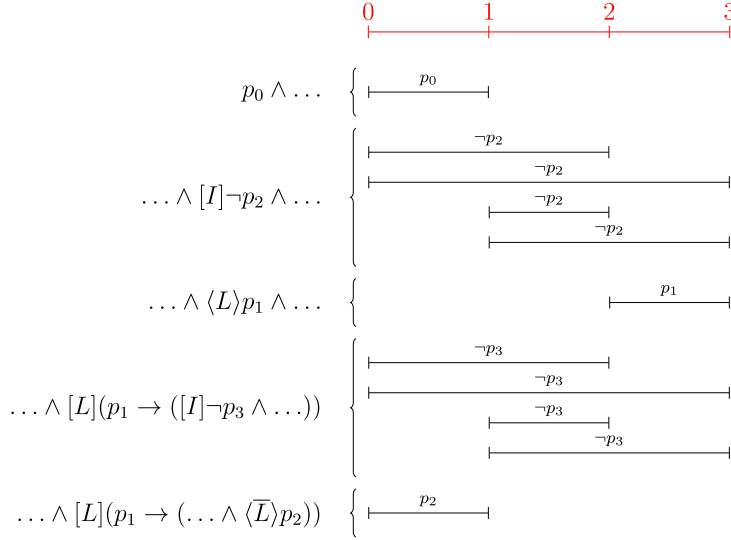 0 1 2 3
p₀ ∧ … p₀
¬p₂
¬p₂
… ∧ [I]¬p₂ ∧ … ¬p₂
¬p₂
… ∧ ⟨L⟩p₁ ∧ … p₁
¬p₃
¬p₃
… ∧ [L](p₁ → ([I]¬p₃ ∧ …)) ¬p₃
¬p₃
… ∧ [L](p₁ → (… ∧ ⟨L̅⟩p₂)) p₂